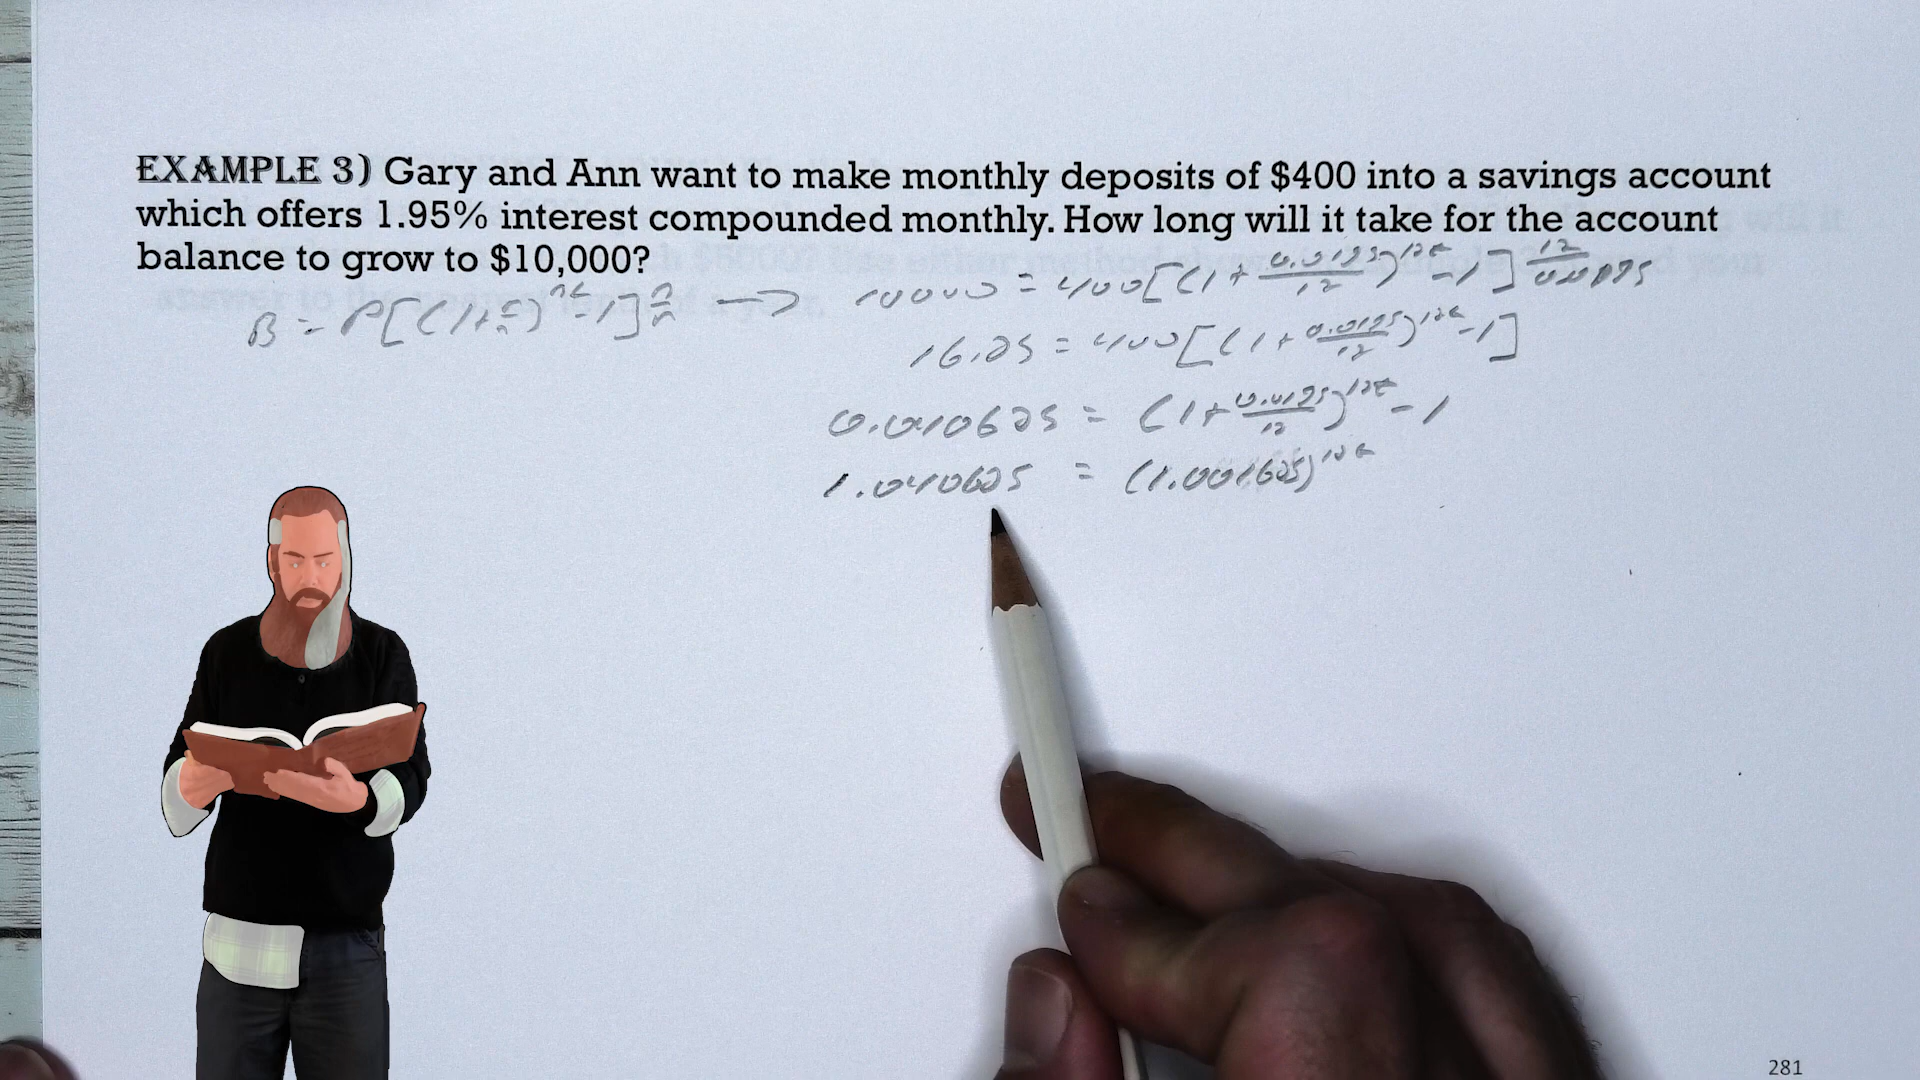 EXAMPLE 3) Gary and Ann want to make monthly deposits of $400 into a savings account
which offers 1.95% interest compounded monthly. How long will it take for the account
balance to grow to $10,000?
B = P[(1+r/n)^nt -1] n/r → 10000 = 400[(1+0.0195/12)^12t -1] 12/0.0195
16.25 = 400[(1+0.0195/12)^12t -1]
0.040625 = (1+0.0195/12)^12t -1
1.040625 = (1.001625)^12t
281